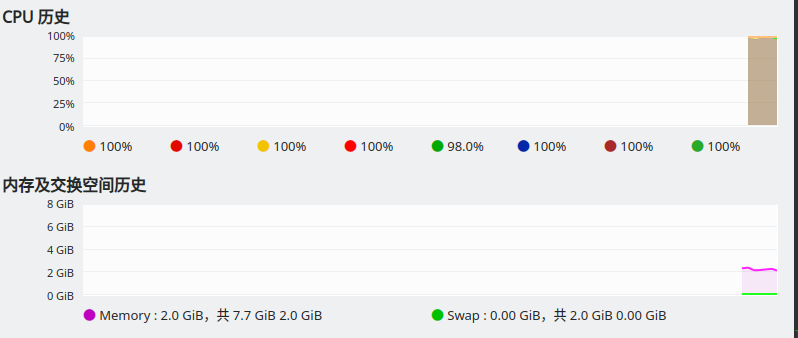 CPU 历史
100%
75%
50%
25%
0%
100% 100% 100% 100% 98.0% 100% 100% 100%
内存及交换空间历史
8 GiB
6 GiB
4 GiB
2 GiB
0 GiB
Memory : 2.0 GiB，共 7.7 GiB 2.0 GiB Swap : 0.00 GiB，共 2.0 GiB 0.00 GiB